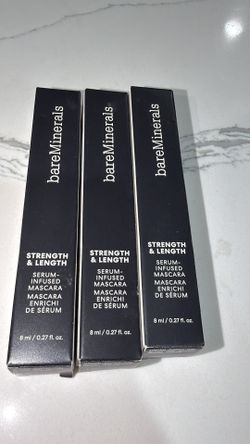 bareMinerals
STRENGTH
& LENGTH
SERUM-
INFUSED
MASCARA
MASCARA
ENRICHI
DE SÉRUM
8 ml / 0.27 fl. oz.
bareMinerals
STRENGTH
& LENGTH
SERUM-
INFUSED
MASCARA
MASCARA
ENRICHI
DE SÉRUM
8 ml / 0.27 fl. oz.
bareMinerals
STRENGTH
& LENGTH
SERUM-
INFUSED
MASCARA
MASCARA
ENRICHI
DE SÉRUM
8 ml / 0.27 fl. oz.